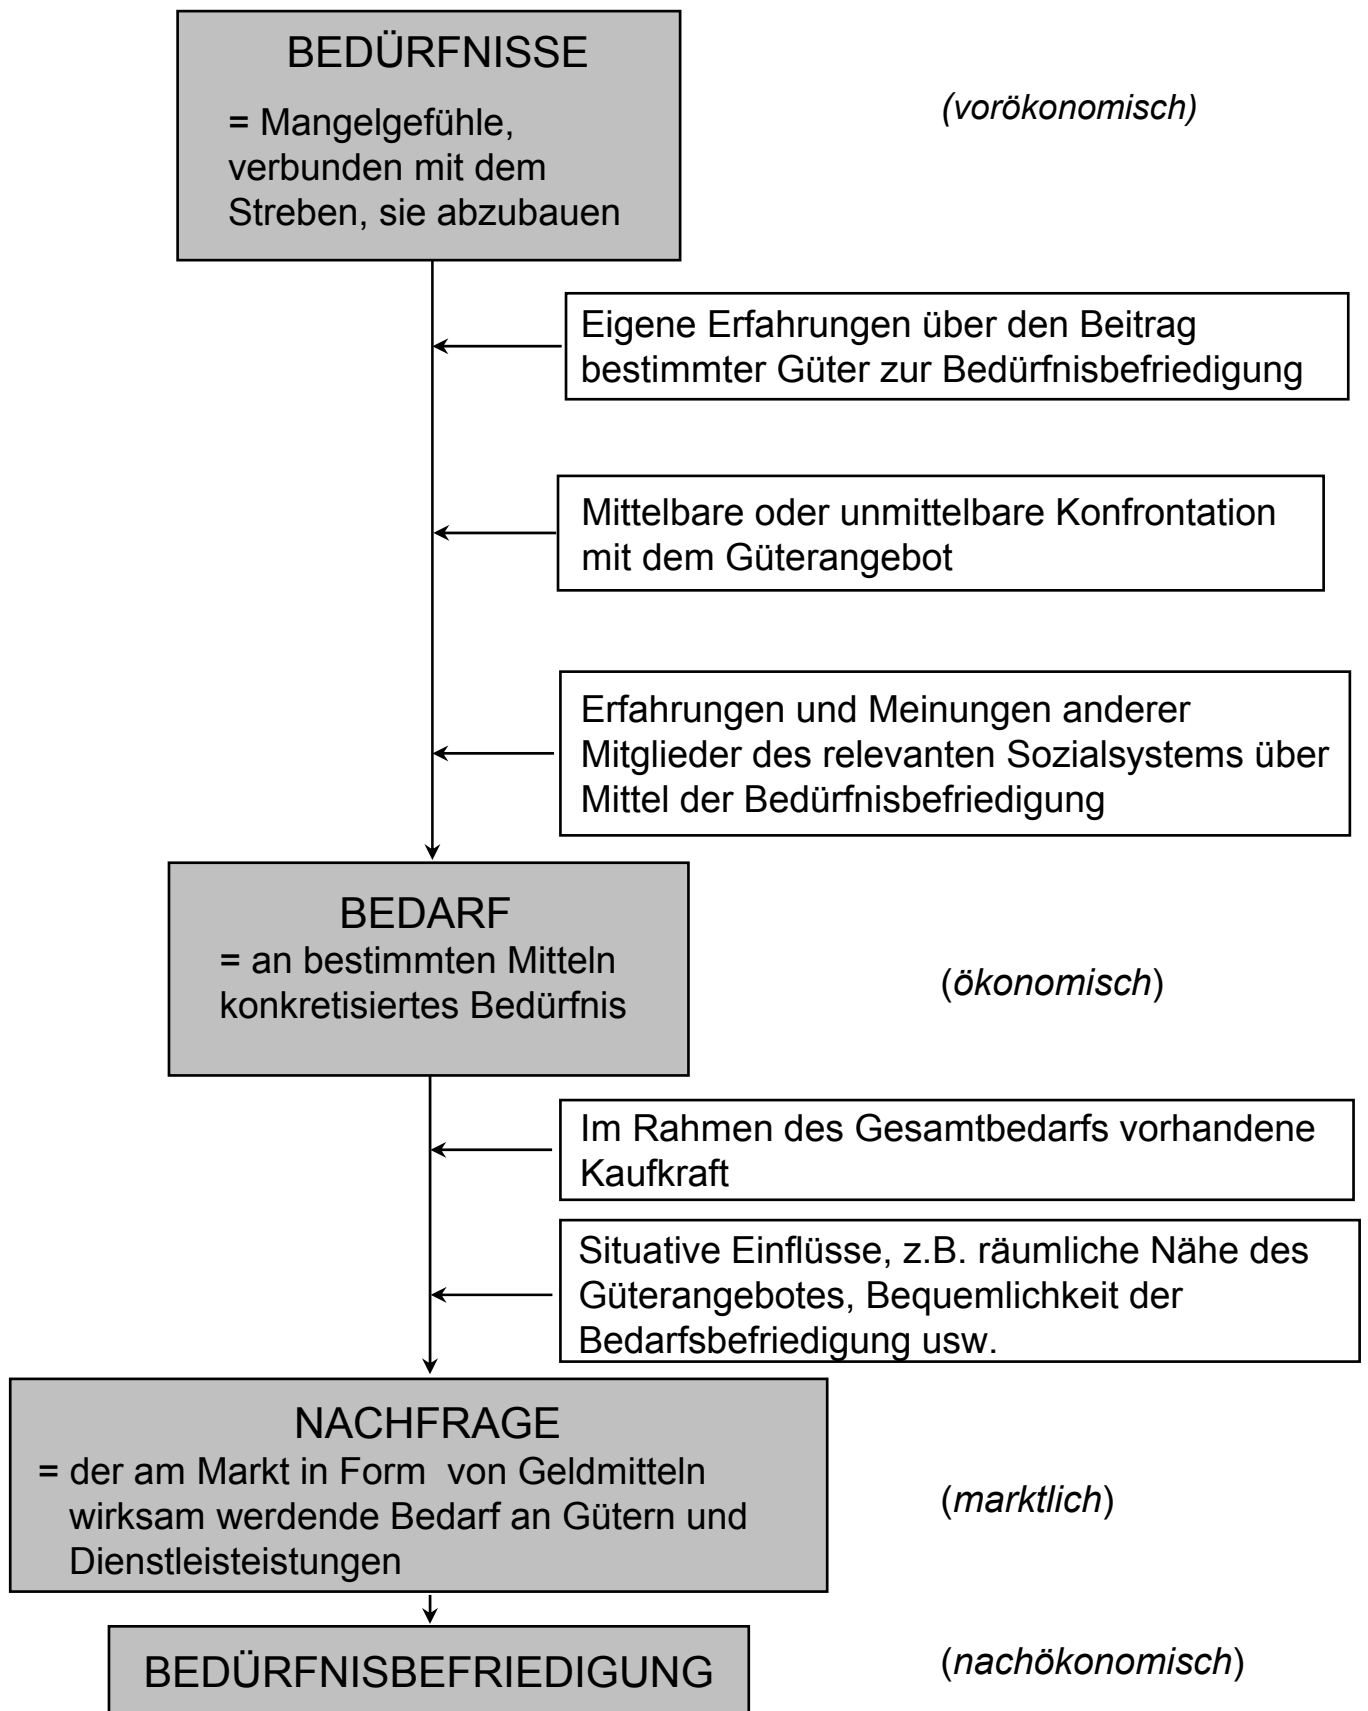 BEDÜRFNISSE
= Mangelgefühle,
verbunden mit dem
Streben, sie abzubauen
(vorökonomisch)
Eigene Erfahrungen über den Beitrag
bestimmter Güter zur Bedürfnisbefriedigung
Mittelbare oder unmittelbare Konfrontation
mit dem Güterangebot
Erfahrungen und Meinungen anderer
Mitglieder des relevanten Sozialsystems über
Mittel der Bedürfnisbefriedigung
BEDARF
= an bestimmten Mitteln
konkretisiertes Bedürfnis
(ökonomisch)
Im Rahmen des Gesamtbedarfs vorhandene
Kaufkraft
Situative Einflüsse, z.B. räumliche Nähe des
Güterangebotes, Bequemlichkeit der
Bedarfsbefriedigung usw.
NACHFRAGE
= der am Markt in Form von Geldmitteln
wirksam werdende Bedarf an Gütern und
Dienstleisteistungen
(marktlich)
BEDÜRFNISBEFRIEDIGUNG
(nachökonomisch)